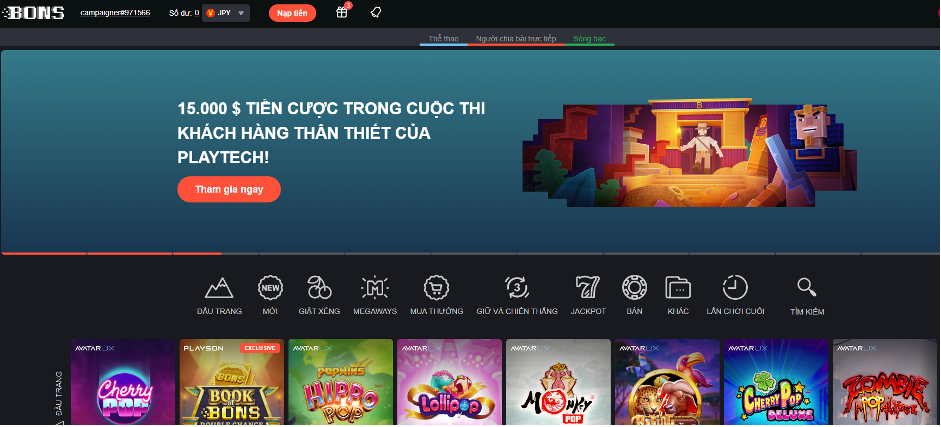 BONS campaigner#971566 Số dư: 0 JPY Nạp tiền 3
Thể thao Người chia bài trực tiếp Sòng bạc
15.000 $ TIỀN CƯỢC TRONG CUỘC THI
KHÁCH HÀNG THÂN THIẾT CỦA
PLAYTECH!
Tham gia ngay
B
NEW M 3 777
ĐẦU TRANG MỚI GIẬT XÈNG MEGAWAYS MUA THƯỞNG GIỮ VÀ CHIẾN THẮNG JACKPOT BÀN KHÁC LẦN CHƠI CUỐI TÌM KIẾM
AVATARUX PLAYSON EXCLUSIVE AVATARUX AVATARUX AVATARUX AVATARUX AVATARUX AVATARUX
ĐẦU TRANG
Cherry
POP
BONS
BOOK
OF
BONS
DOUBLE CHANCE
POPWINS
HIPPO
POP
Lollipop
MONKEY
POP
CHERRYPOP
DELUXE
ZOMBIE